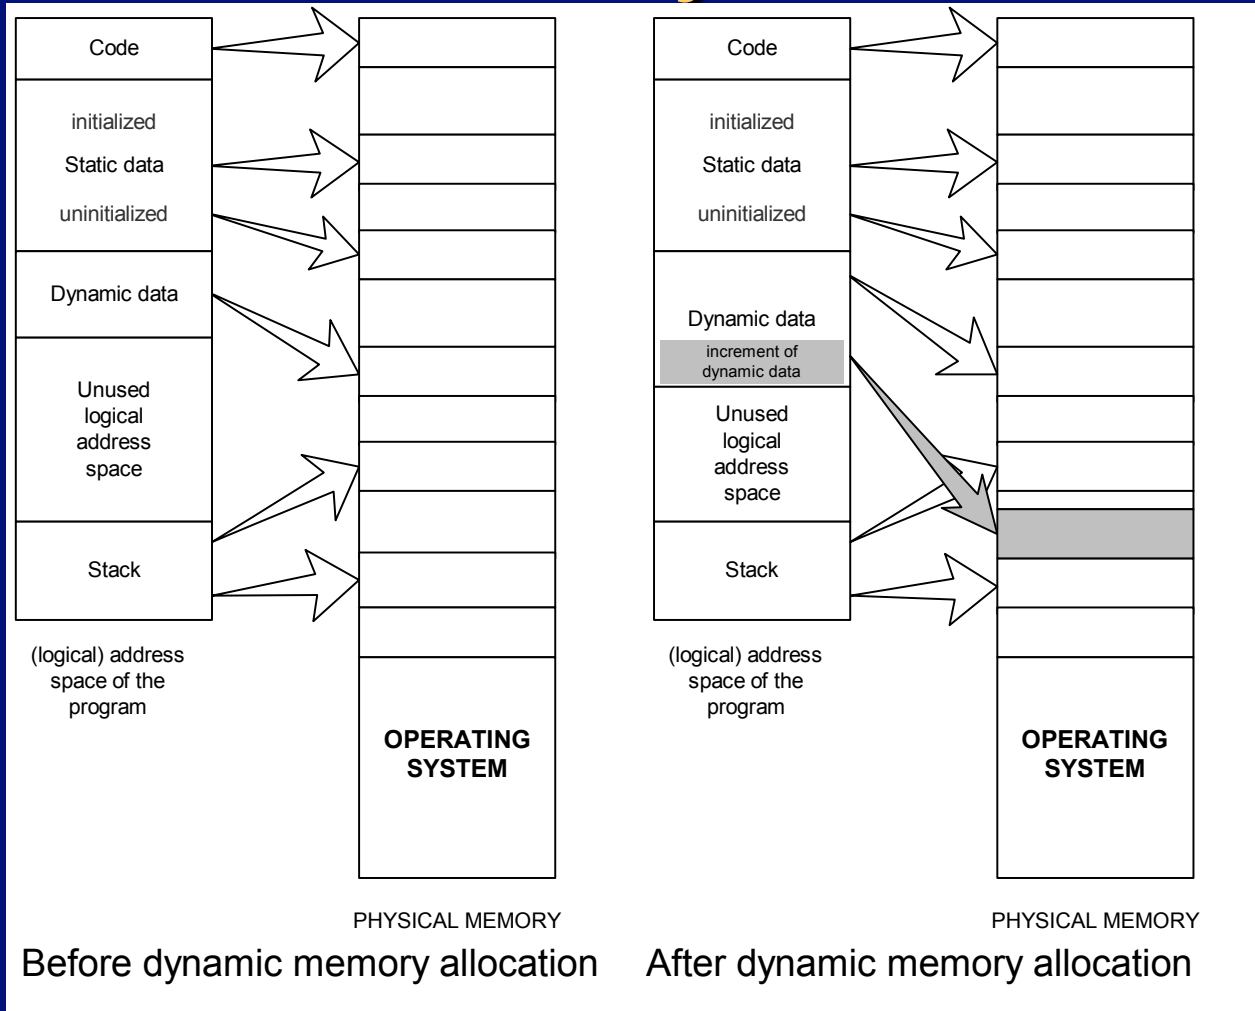 Code
initialized
Static data
uninitialized
Dynamic data
Unused
logical
address
space
Stack
(logical) address
space of the
program
OPERATING
SYSTEM
PHYSICAL MEMORY
Before dynamic memory allocation
Code
initialized
Static data
uninitialized
Dynamic data
increment of
dynamic data
Unused
logical
address
space
Stack
(logical) address
space of the
program
OPERATING
SYSTEM
PHYSICAL MEMORY
After dynamic memory allocation